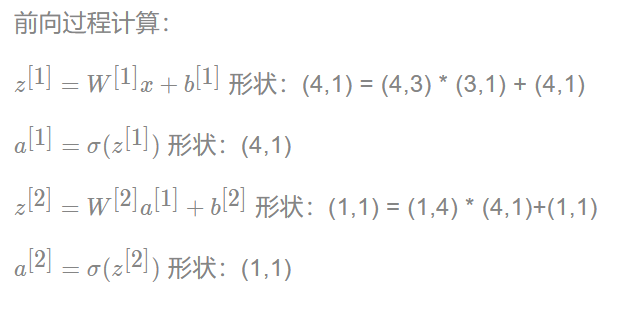 前向过程计算：
z[1] = W[1]x + b[1] 形状：(4,1) = (4,3) * (3,1) + (4,1)
a[1] = σ(z[1]) 形状：(4,1)
z[2] = W[2]a[1] + b[2] 形状：(1,1) = (1,4) * (4,1)+(1,1)
a[2] = σ(z[2]) 形状：(1,1)